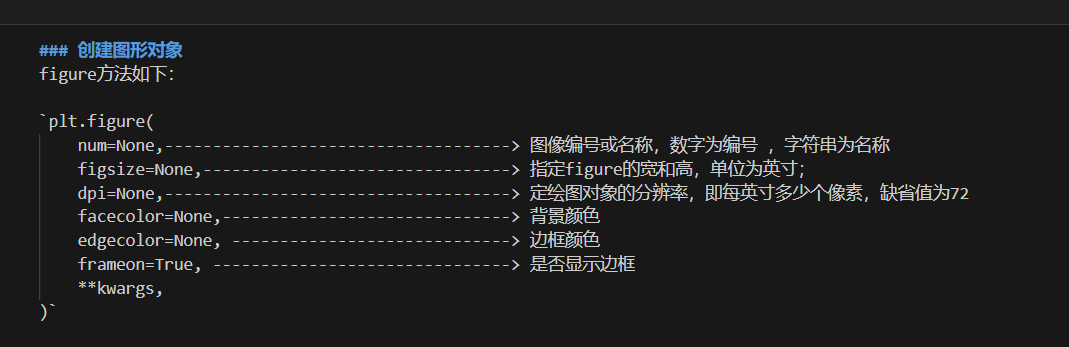 ### 创建图形对象
figure方法如下：
`plt.figure(
num=None,------------------------------------> 图像编号或名称，数字为编号 ，字符串为名称
figsize=None,--------------------------------> 指定figure的宽和高，单位为英寸；
dpi=None,------------------------------------> 定绘图对象的分辨率，即每英寸多少个像素，缺省值为72
facecolor=None,------------------------------> 背景颜色
edgecolor=None, -----------------------------> 边框颜色
frameon=True, -------------------------------> 是否显示边框
**kwargs,
)`